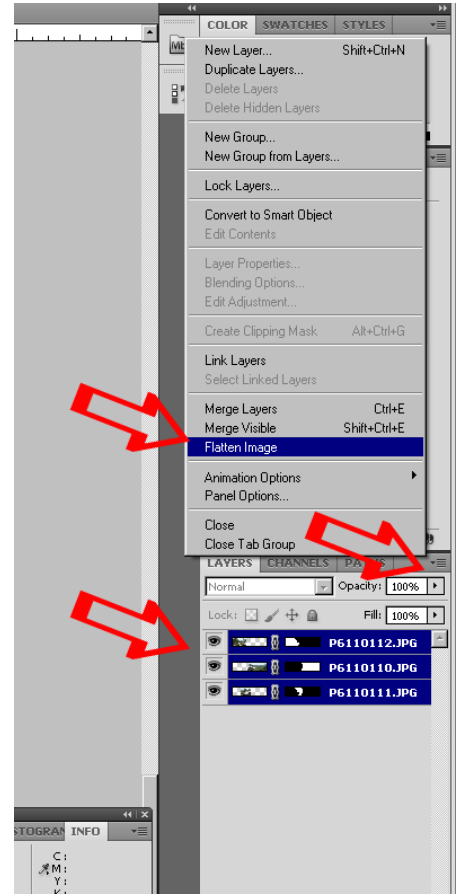 COLOR SWATCHES STYLES
Mb
New Layer... Shift+Ctrl+N
Duplicate Layers...
Delete Layers
Delete Hidden Layers
New Group...
New Group from Layers...
Lock Layers...
Convert to Smart Object
Edit Contents
Layer Properties...
Blending Options...
Edit Adjustment...
Create Clipping Mask Alt+Ctrl+G
Link Layers
Select Linked Layers
Merge Layers Ctrl+E
Merge Visible Shift+Ctrl+E
Flatten Image
Animation Options
Panel Options...
Close
Close Tab Group
LAYERS CHANNELS
Normal Opacity: 100%
Lock: Fill: 100%
P6110112.JPG
P6110110.JPG
P6110111.JPG
STOGRAM INFO
C:
M:
Y:
K: